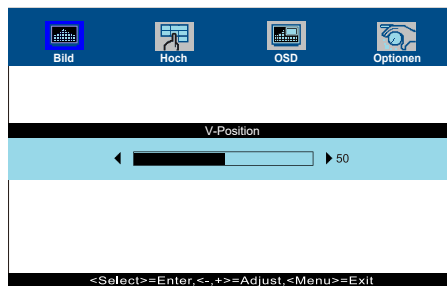 Bild Hoch OSD Optionen
V-Position
50
<Select>=Enter,<-,+>=Adjust,<Menu>=Exit